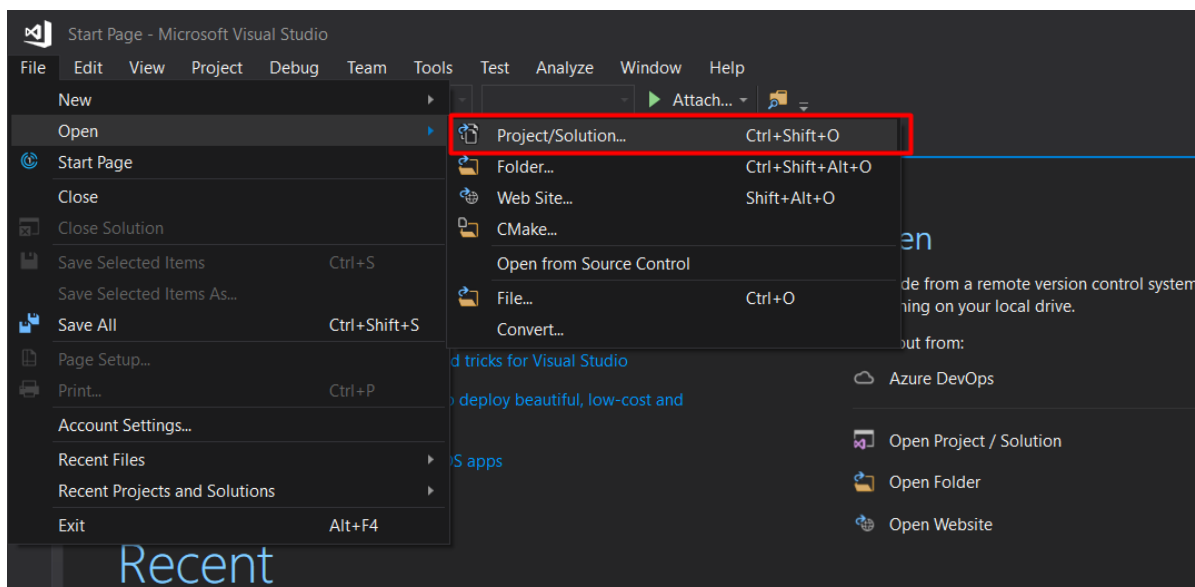 Start Page - Microsoft Visual Studio
File Edit View Project Debug Team Tools Test Analyze Window Help
Attach...
New
Open
Start Page
Close
Close Solution
Save Selected Items Ctrl+S
Save Selected Items As...
Save All Ctrl+Shift+S
Page Setup...
Print... Ctrl+P
Account Settings...
Recent Files
Recent Projects and Solutions
Exit Alt+F4
Project/Solution... Ctrl+Shift+O
Folder... Ctrl+Shift+Alt+O
Web Site... Shift+Alt+O
CMake...
Open from Source Control
File... Ctrl+O
Convert...
d tricks for Visual Studio
deploy beautiful, low-cost and
OS apps
Recent
en
de from a remote version control system
ning on your local drive.
out from:
Azure DevOps
Open Project / Solution
Open Folder
Open Website